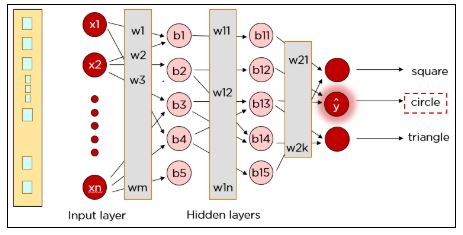 x1
x2
xn
w1
w2
w3
wm
b1
b2
b3
b4
b5
w11
w12
w1n
b11
b12
b13
b14
b15
w21
w2k
ŷ
square
circle
triangle
Input layer
Hidden layers